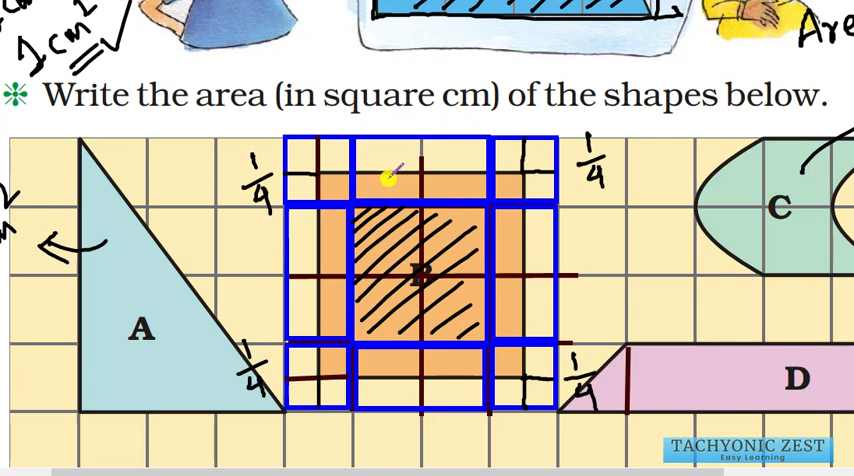 1 cm²
Are
❉ Write the area (in square cm) of the shapes below.
1/4
1/4
C
B
A
1/4
1/4
D
TACHYONIC ZEST
Easy Learning